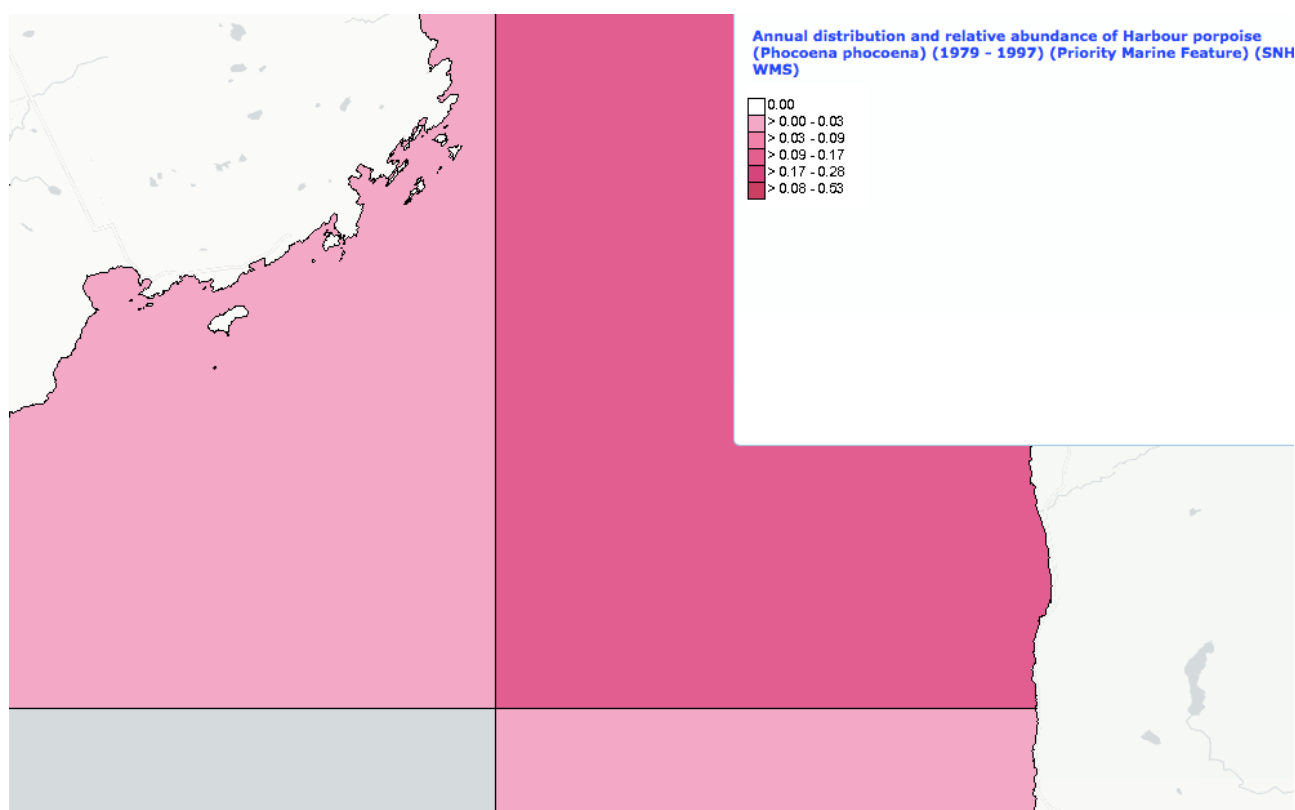 Annual distribution and relative abundance of Harbour porpoise
(Phocoena phocoena) (1979 - 1997) (Priority Marine Feature) (SNH
WMS)
0.00
> 0.00 - 0.03
> 0.03 - 0.09
> 0.09 - 0.17
> 0.17 - 0.28
> 0.08 - 0.53